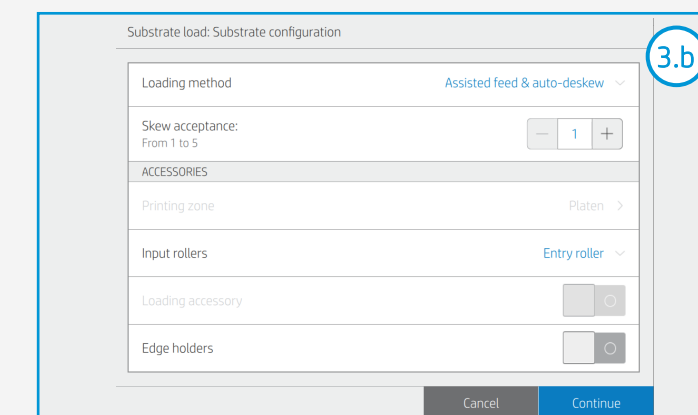 Substrate load: Substrate configuration
3.b
Loading method Assisted feed & auto-deskew
Skew acceptance: — 1 +
From 1 to 5
ACCESSORIES
Printing zone Platen
Input rollers Entry roller
Loading accessory
Edge holders
Cancel Continue